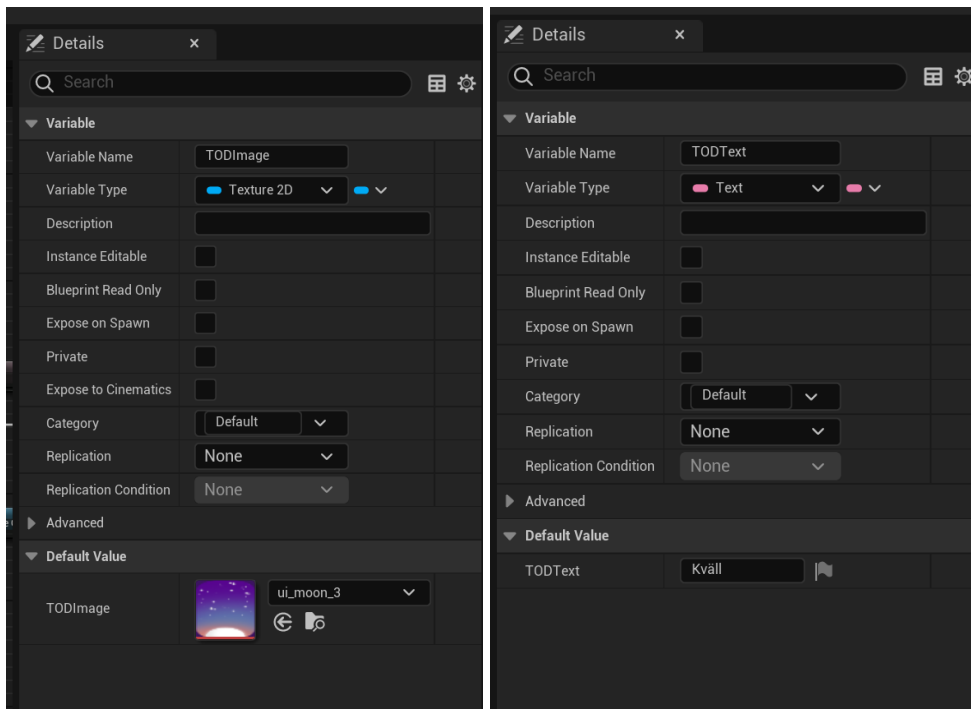 Details
Search
Variable
Variable Name TODImage
Variable Type Texture 2D
Description
Instance Editable
Blueprint Read Only
Expose on Spawn
Private
Expose to Cinematics
Category Default
Replication None
Replication Condition None
Advanced
Default Value
TODImage ui_moon_3
Details
Search
Variable
Variable Name TODText
Variable Type Text
Description
Instance Editable
Blueprint Read Only
Expose on Spawn
Private
Category Default
Replication None
Replication Condition None
Advanced
Default Value
TODText Kväll